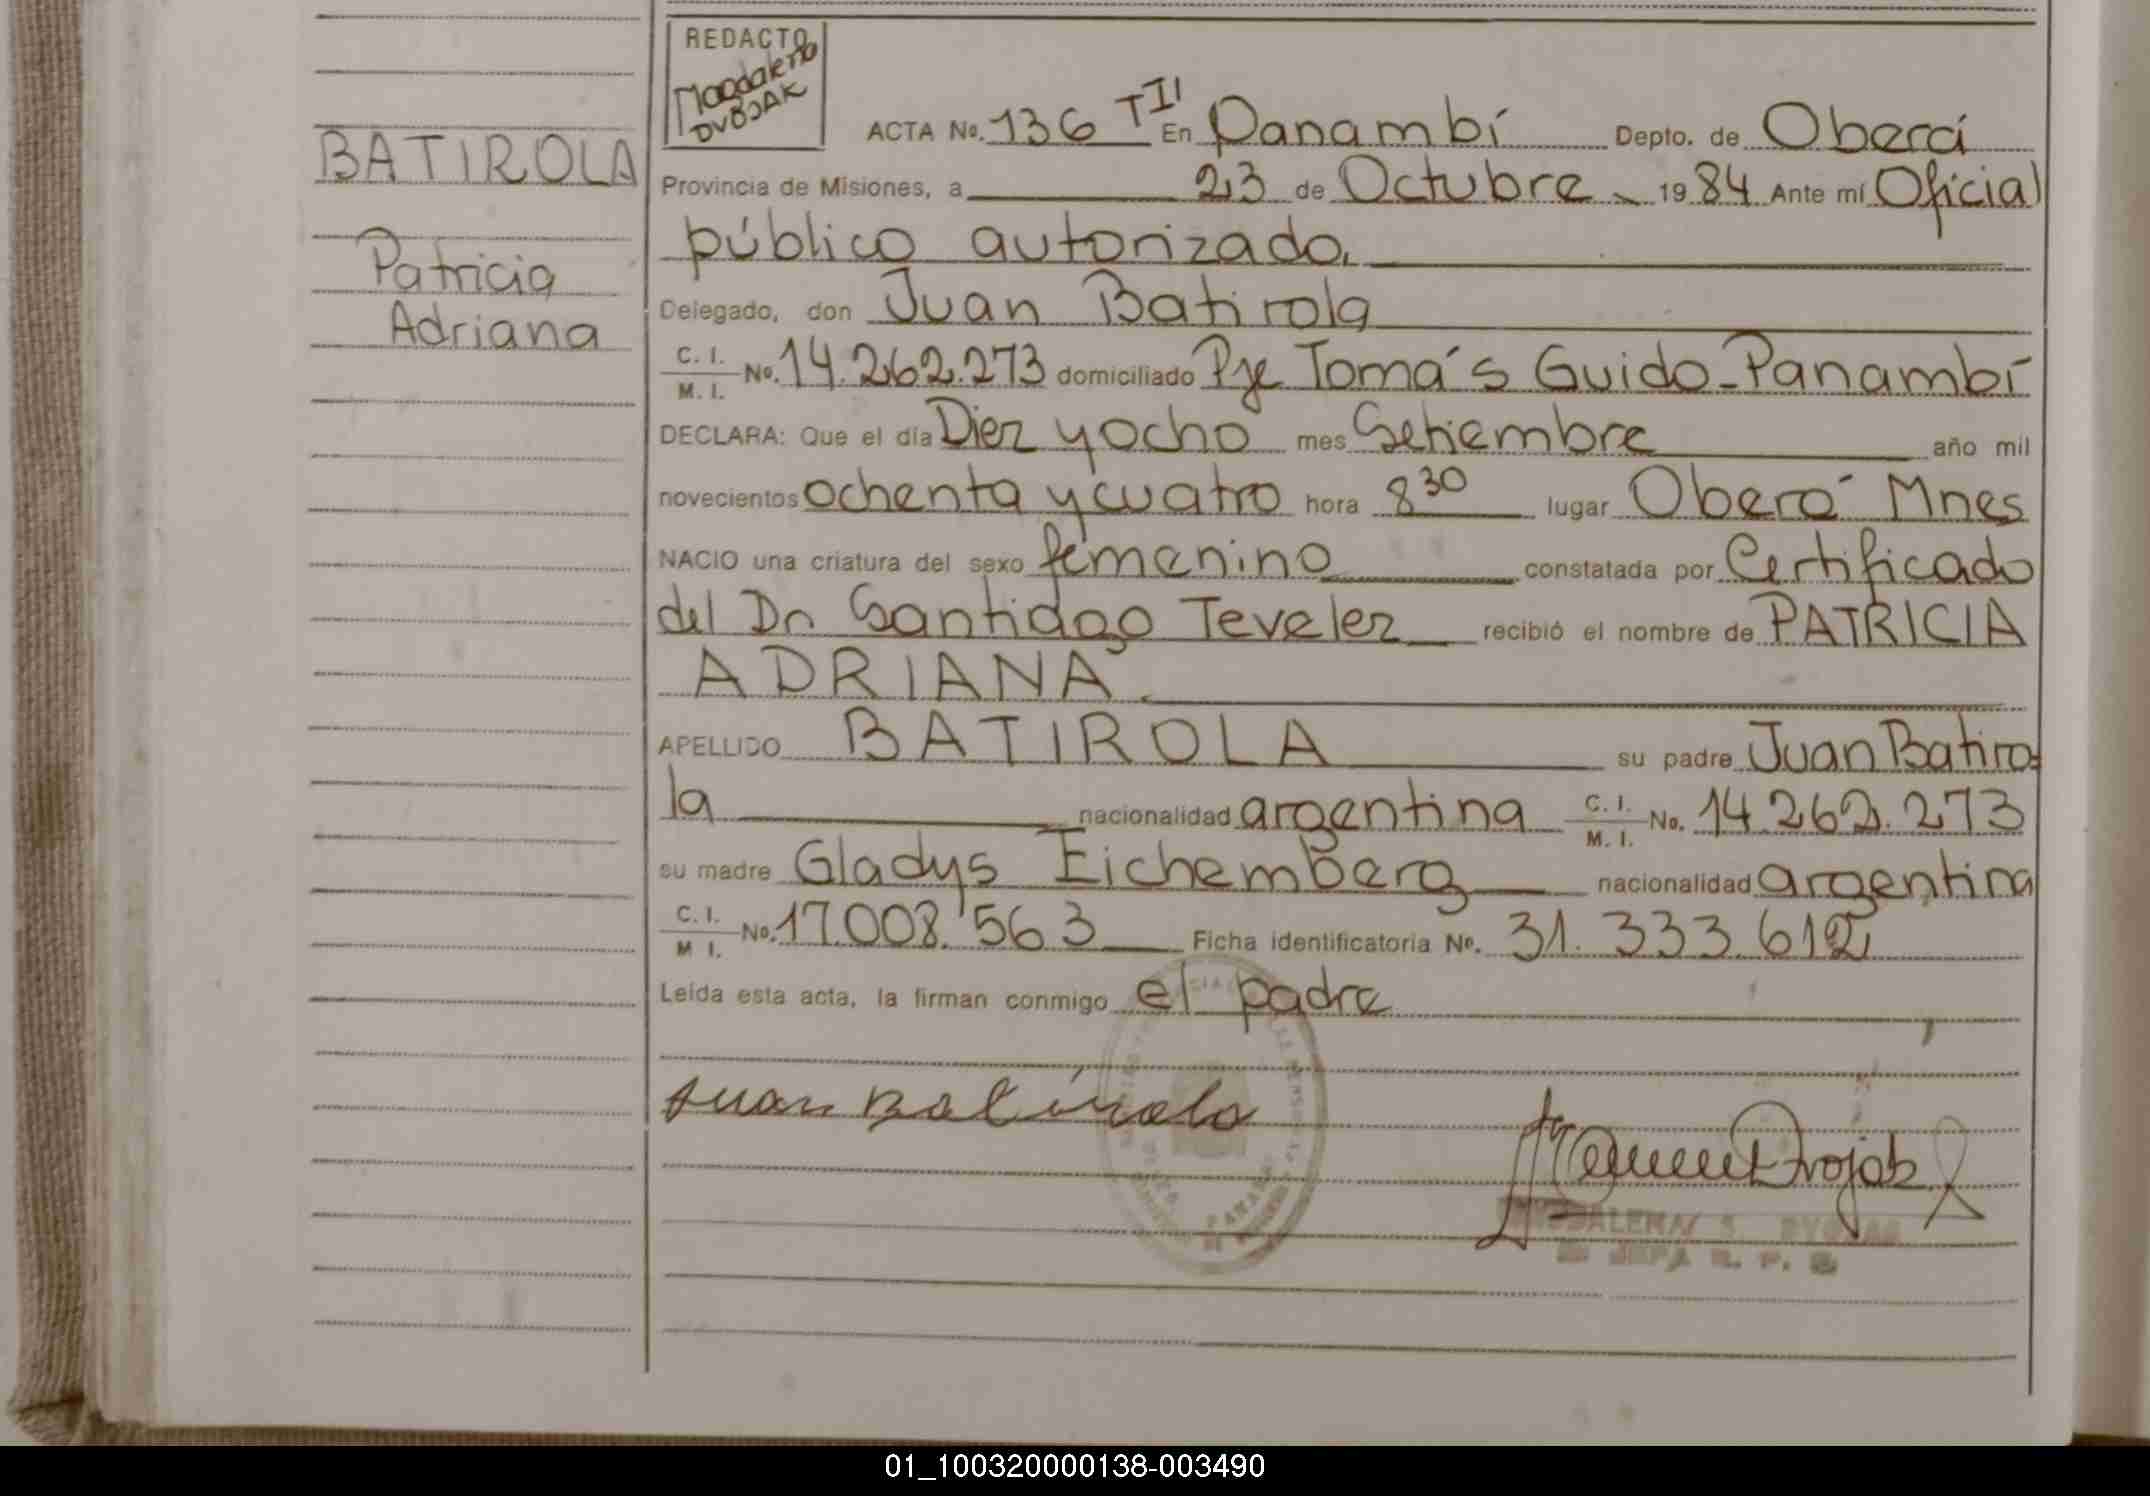 REDACTO
Magdalena
DVOJAK
ACTA No. 136 TII En Panambí Depto. de Oberá
BATIROLA
Provincia de Misiones, a 23 de Octubre 1984 Ante mí Oficial
público autorizado.
Patricia
Adriana
Delegado, don Juan Batirola
C. I.
M. I. No. 14.262.273 domiciliado Pje Tomás Guido - Panambí
DECLARA: Que el día Diez y ocho mes Setiembre año mil
novecientos ochenta y cuatro hora 8 30 lugar Oberá Mnes
NACIO una criatura del sexo femenino constatada por Certificado
del Dr Santiago Tevelez recibió el nombre de PATRICIA
ADRIANA
APELLIDO BATIROLA su padre Juan Batiro=
la nacionalidad argentina C. I. M. I. No. 14.262.273
su madre Gladys Eichemberg nacionalidad argentina
C. I. M I. No. 17.008.563 Ficha identificatoria No. 31.333.612
Leída esta acta, la firman conmigo el padre
Juan Batirola
JEFA R. P.
01_100320000138-003490